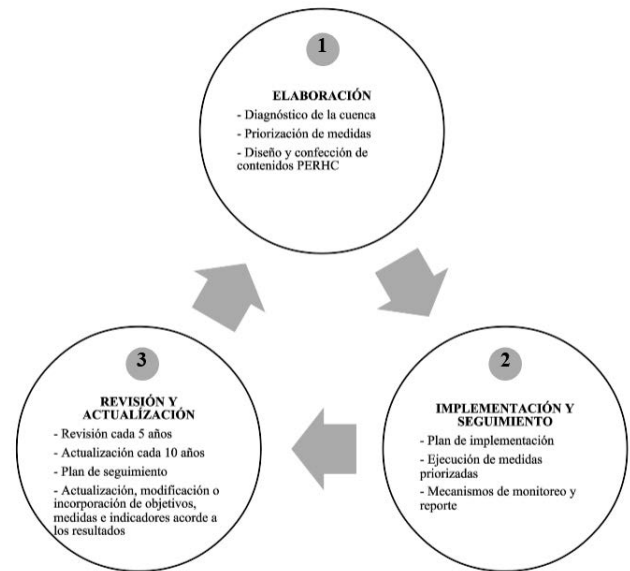 1
ELABORACIÓN
- Diagnóstico de la cuenca
- Priorización de medidas
- Diseño y confección de
contenidos PERHC
2
IMPLEMENTACIÓN Y
SEGUIMIENTO
- Plan de implementación
- Ejecución de medidas
priorizadas
- Mecanismos de monitoreo y
reporte
3
REVISIÓN Y
ACTUALÍZACIÓN
- Revisión cada 5 años
- Actualización cada 10 años
- Plan de seguimiento
- Actualización, modificación o
incorporación de objetivos,
medidas e indicadores acorde a
los resultados